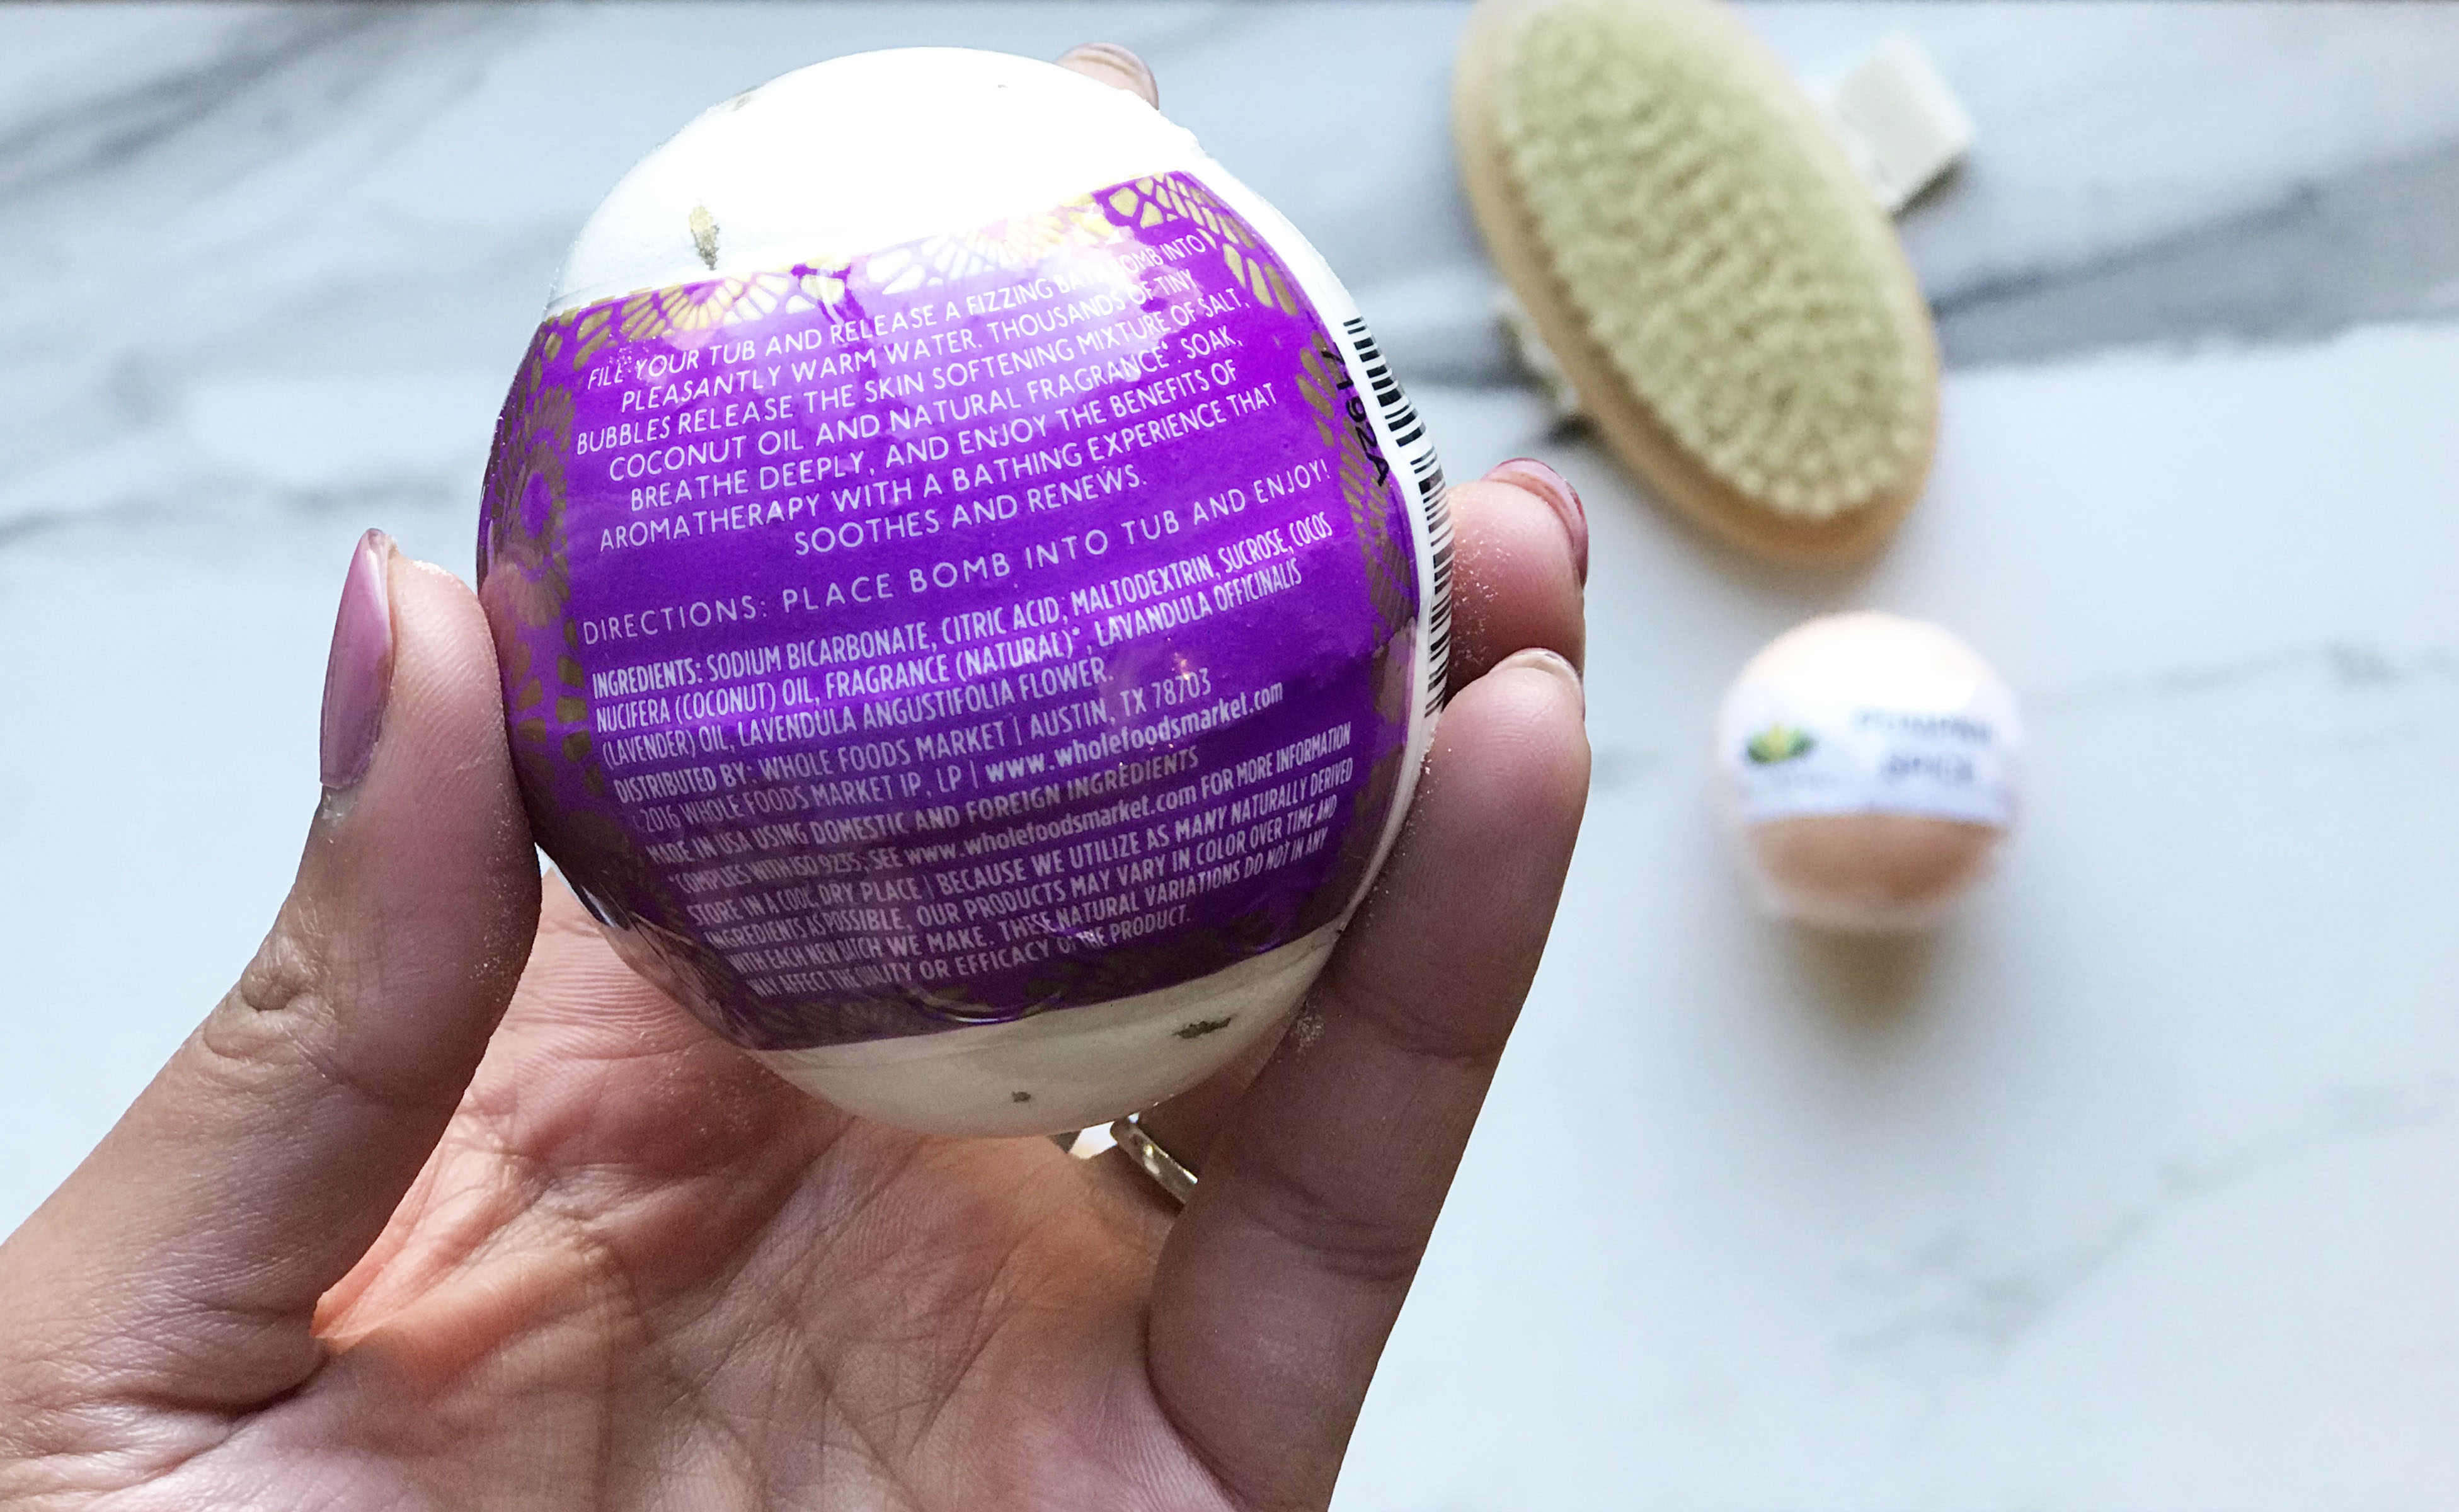 FILL YOUR TUB AND RELEASE A FIZZING BATH BOMB INTO
PLEASANTLY WARM WATER. THOUSANDS OF TINY
BUBBLES RELEASE THE SKIN SOFTENING MIXTURE OF SALT,
COCONUT OIL AND NATURAL FRAGRANCE*. SOAK,
BREATHE DEEPLY, AND ENJOY THE BENEFITS OF
AROMATHERAPY WITH A BATHING EXPERIENCE THAT
SOOTHES AND RENEWS.
DIRECTIONS: PLACE BOMB INTO TUB AND ENJOY!
INGREDIENTS: SODIUM BICARBONATE, CITRIC ACID, MALTODEXTRIN, SUCROSE, COCOS
NUCIFERA (COCONUT) OIL, FRAGRANCE (NATURAL)*, LAVANDULA OFFICINALIS
(LAVENDER) OIL, LAVENDULA ANGUSTIFOLIA FLOWER.
DISTRIBUTED BY: WHOLE FOODS MARKET | AUSTIN, TX 78703
2016 WHOLE FOODS MARKET IP, LP | www.wholefoodsmarket.com
MADE IN USA USING DOMESTIC AND FOREIGN INGREDIENTS
*COMPLIES WITH ISO 9235; SEE www.wholefoodsmarket.com FOR MORE INFORMATION
STORE IN A COOL DRY PLACE | BECAUSE WE UTILIZE AS MANY NATURALLY DERIVED
INGREDIENTS AS POSSIBLE, OUR PRODUCTS MAY VARY IN COLOR OVER TIME AND
WITH EACH NEW BATCH WE MAKE. THESE NATURAL VARIATIONS DO NOT IN ANY
WAY AFFECT THE QUALITY OR EFFICACY OF THE PRODUCT.
PUMPKIN
SPICE